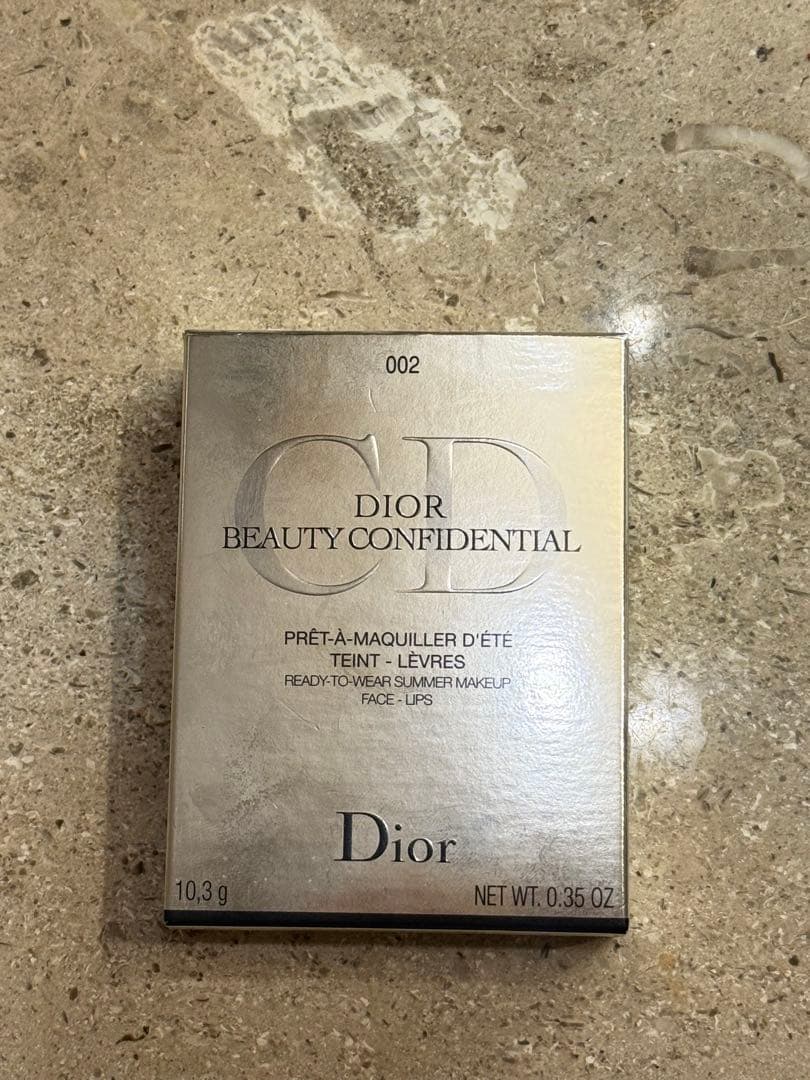 002
CD
DIOR
BEAUTY CONFIDENTIAL
PRÊT-À-MAQUILLER D'ÉTÉ
TEINT - LÈVRES
READY-TO-WEAR SUMMER MAKEUP
FACE - LIPS
Dior
10,3 g
NET WT. 0.35 OZ